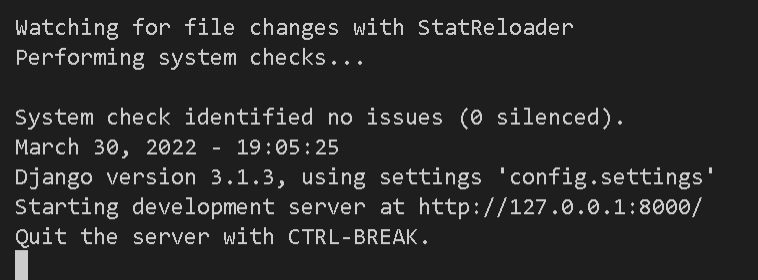 Watching for file changes with StatReloader
Performing system checks...
System check identified no issues (0 silenced).
March 30, 2022 - 19:05:25
Django version 3.1.3, using settings 'config.settings'
Starting development server at http://127.0.0.1:8000/
Quit the server with CTRL-BREAK.